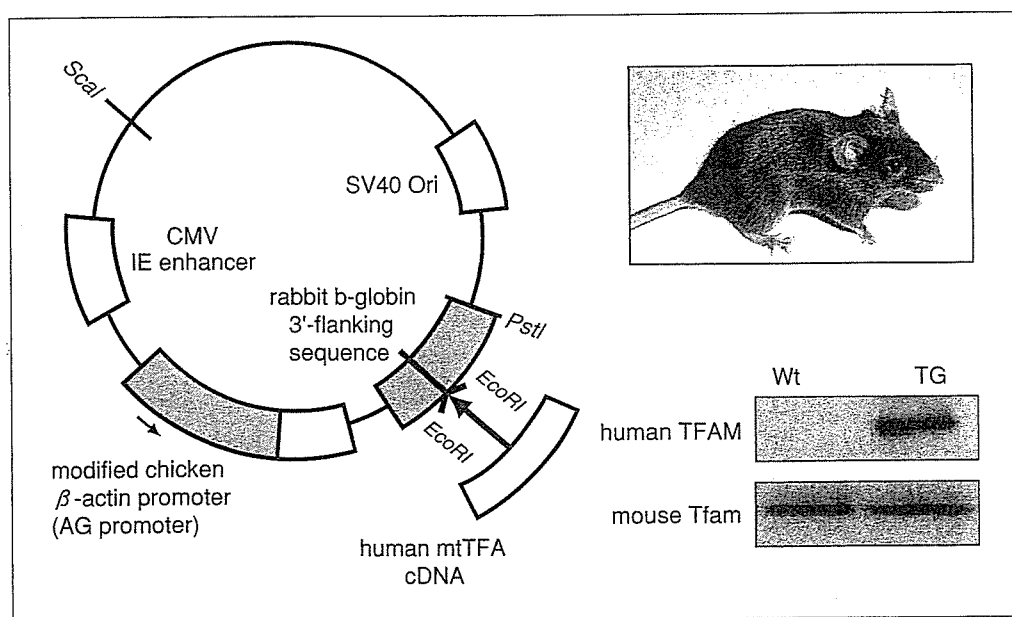 ScaI
SV40 Ori
CMV
IE enhancer
rabbit b-globin
3'-flanking
sequence
PstI
EcoRI
EcoRI
modified chicken
β-actin promoter
(AG promoter)
human mtTFA
cDNA
Wt TG
human TFAM
mouse Tfam